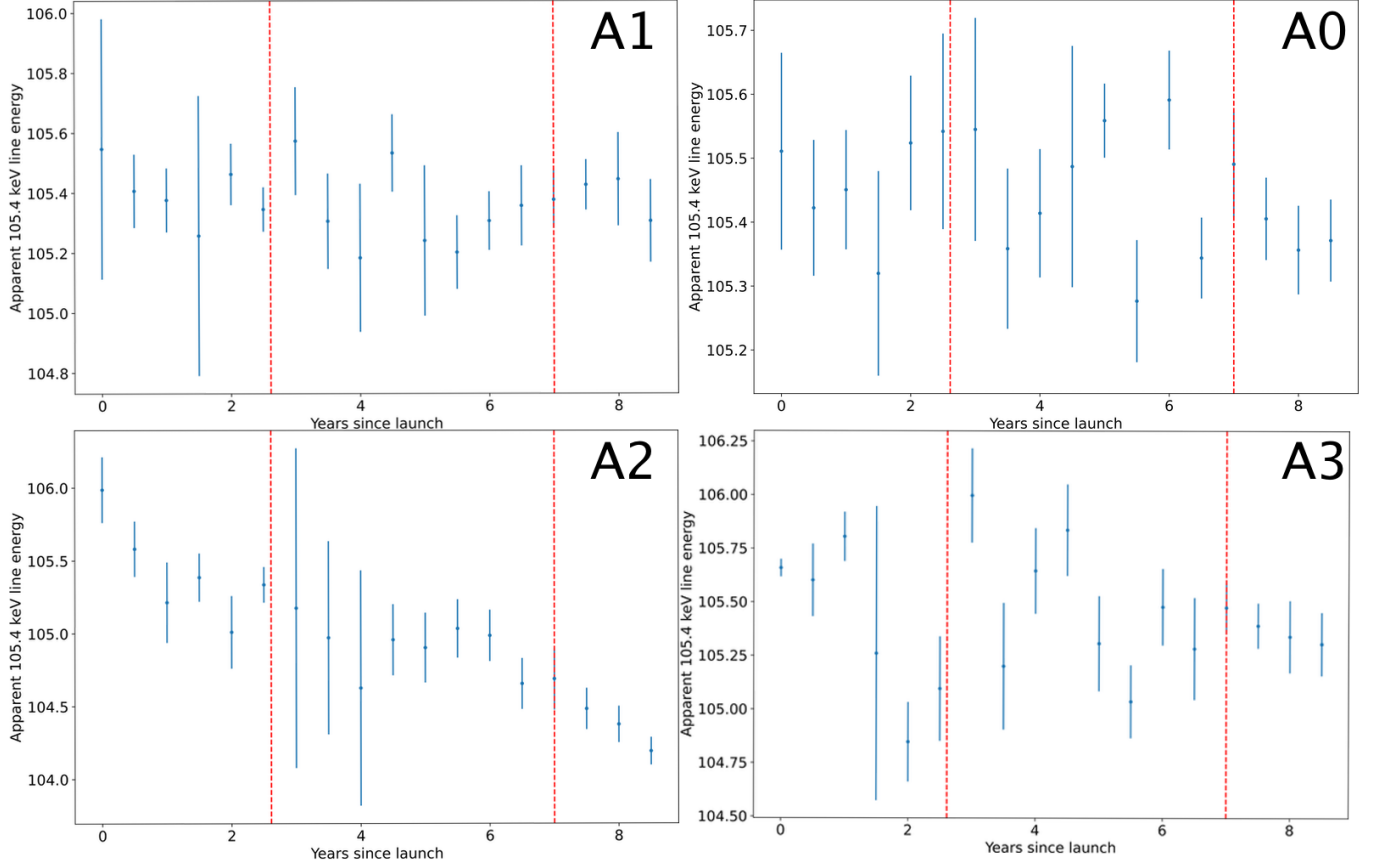 A1
Apparent 105.4 keV line energy
106.0
105.8
105.6
105.4
105.2
105.0
104.8
0 2 4 6 8
Years since launch
A0
Apparent 105.4 keV line energy
105.7
105.6
105.5
105.4
105.3
105.2
0 2 4 6 8
Years since launch
A2
Apparent 105.4 keV line energy
106.0
105.5
105.0
104.5
104.0
0 2 4 6 8
Years since launch
A3
Apparent 105.4 keV line energy
106.25
106.00
105.75
105.50
105.25
105.00
104.75
104.50
0 2 4 6 8
Years since launch